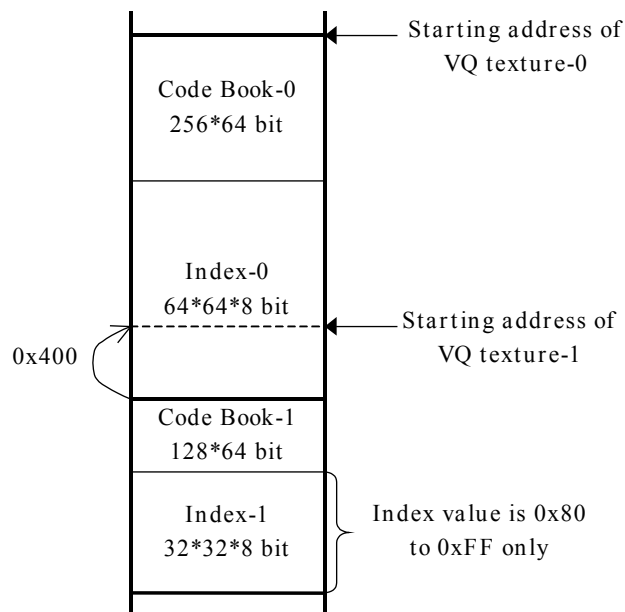 Starting address of
VQ texture-0
Code Book-0
256*64 bit
Index-0
64*64*8 bit
Starting address of
VQ texture-1
0x400
Code Book-1
128*64 bit
Index-1
32*32*8 bit
Index value is 0x80
to 0xFF only